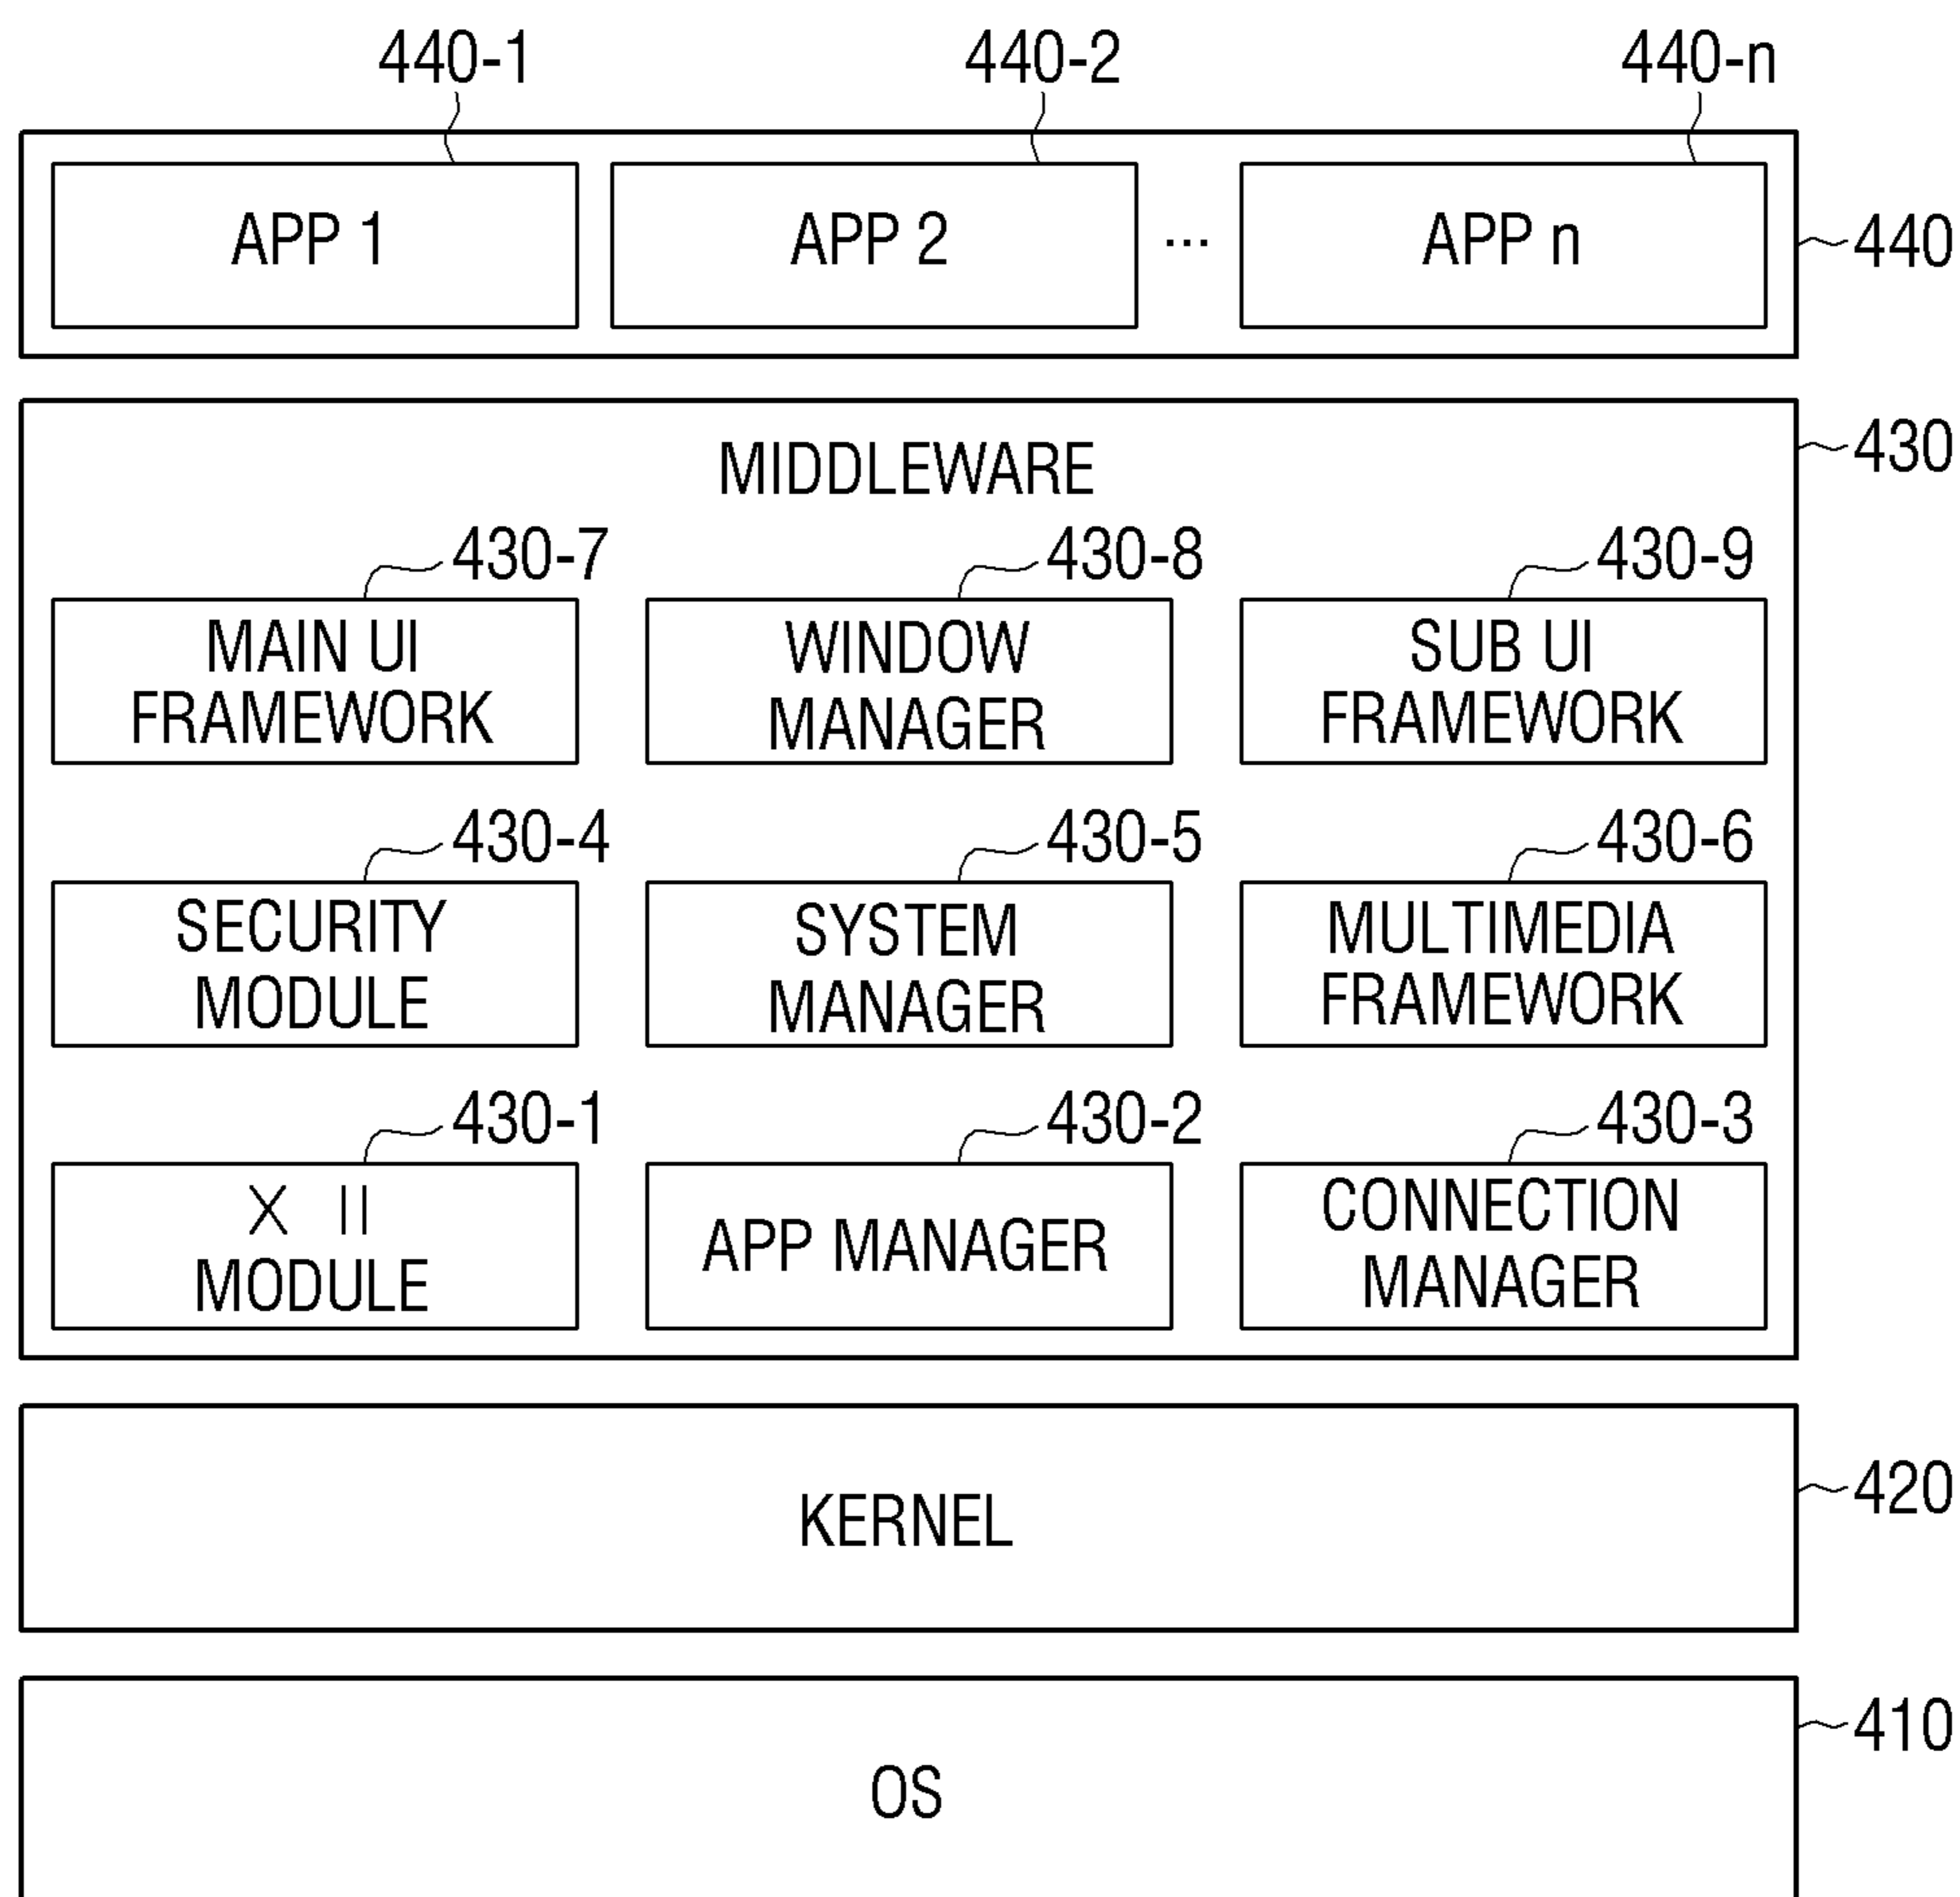 440-1 440-2 440-n
APP 1 APP 2 ... APP n 440
430
MIDDLEWARE
430-7 430-8 430-9
MAIN UI FRAMEWORK
WINDOW MANAGER
SUB UI FRAMEWORK
430-4 430-5 430-6
SECURITY MODULE
SYSTEM MANAGER
MULTIMEDIA FRAMEWORK
430-1 430-2 430-3
X II MODULE
APP MANAGER
CONNECTION MANAGER
KERNEL 420
410
OS